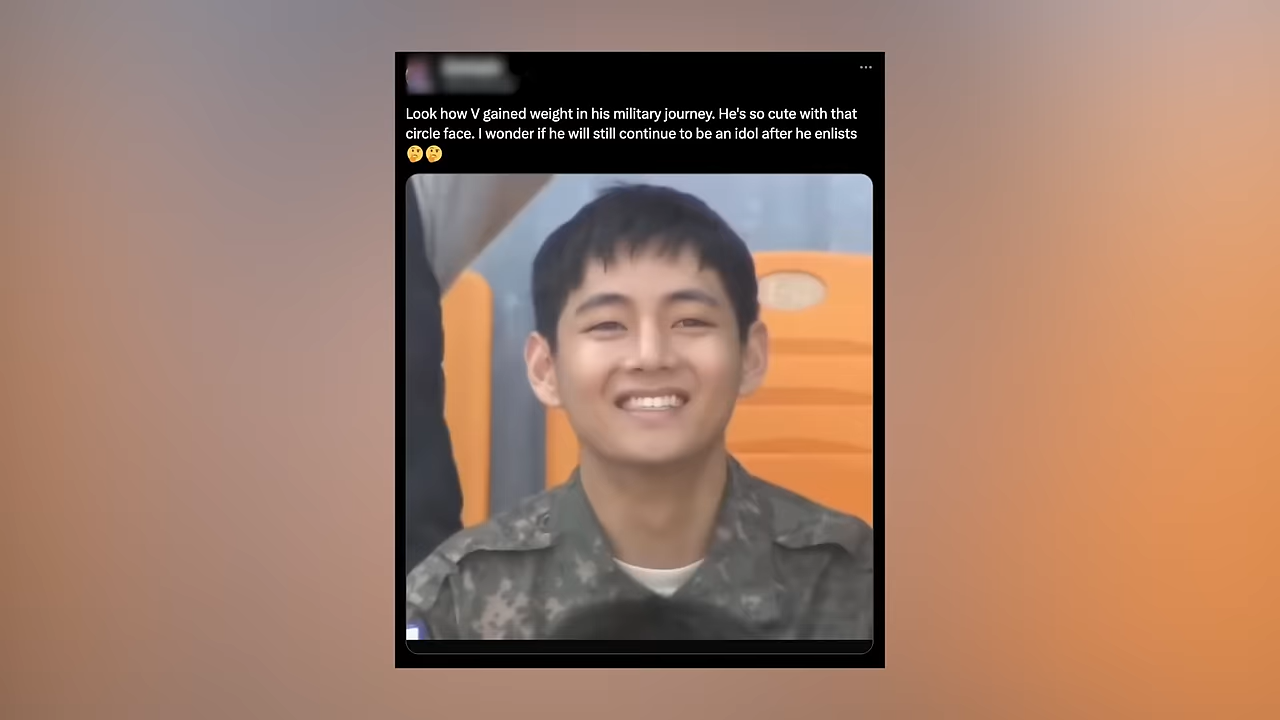 Look how V gained weight in his military journey. He's so cute with that
circle face. I wonder if he will still continue to be an idol after he enlists
🤔🤔